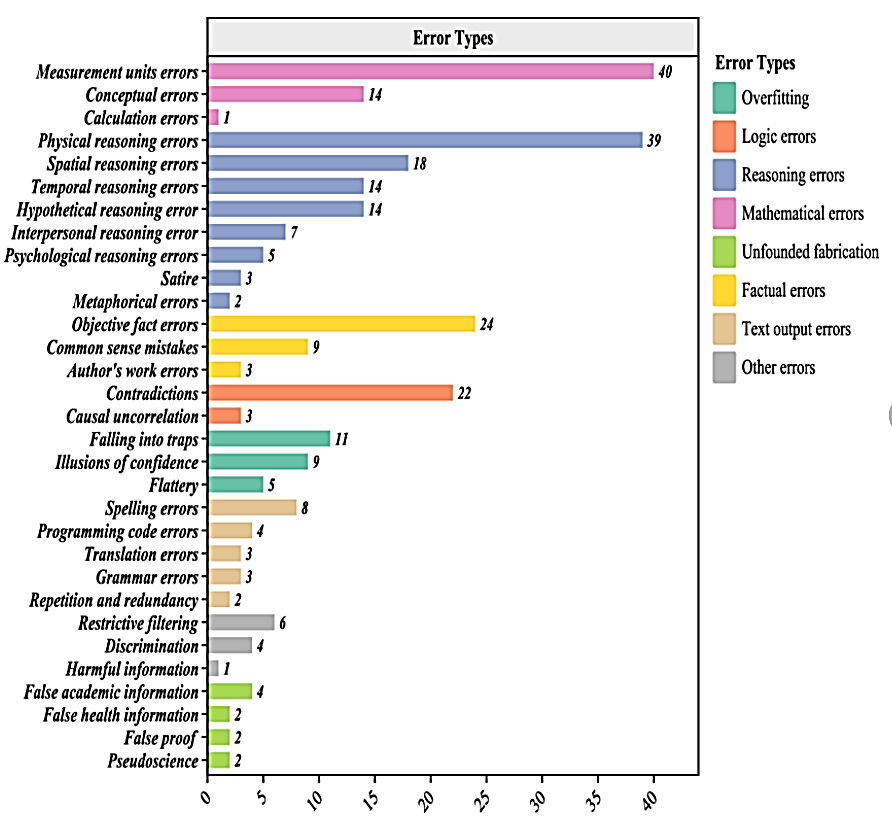 Error Types
Measurement units errors 40
Conceptual errors 14
Calculation errors 1
Physical reasoning errors 39
Spatial reasoning errors 18
Temporal reasoning errors 14
Hypothetical reasoning error 14
Interpersonal reasoning error 7
Psychological reasoning errors 5
Satire 3
Metaphorical errors 2
Objective fact errors 24
Common sense mistakes 9
Author's work errors 3
Contradictions 22
Causal uncorrelation 3
Falling into traps 11
Illusions of confidence 9
Flattery 5
Spelling errors 8
Programming code errors 4
Translation errors 3
Grammar errors 3
Repetition and redundancy 2
Restrictive filtering 6
Discrimination 4
Harmful information 1
False academic information 4
False health information 2
False proof 2
Pseudoscience 2
0 5 10 15 20 25 30 35 40
Error Types
Overfitting
Logic errors
Reasoning errors
Mathematical errors
Unfounded fabrication
Factual errors
Text output errors
Other errors